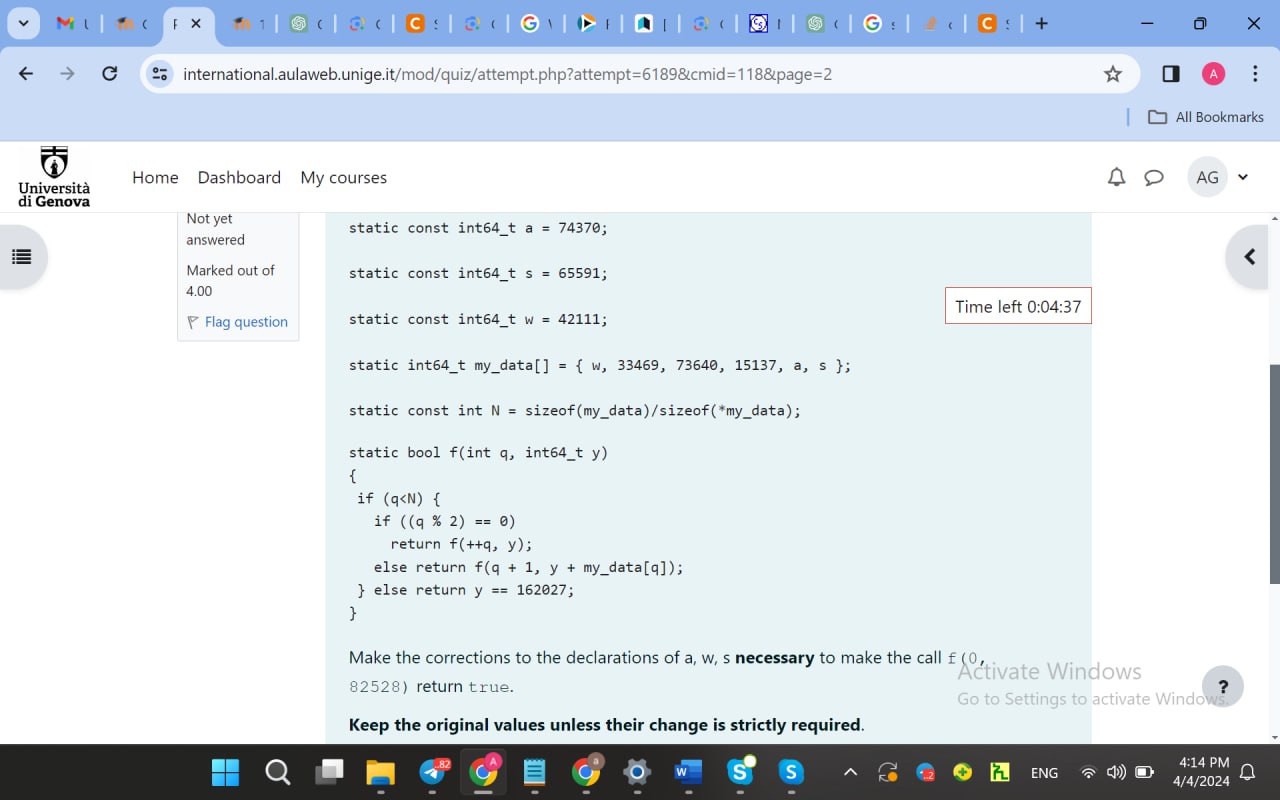 international.aulaweb.unige.it/mod/quiz/attempt.php?attempt=6189&cmid=118&page=2
A
All Bookmarks
Università
di Genova
Home Dashboard My courses
AG
Not yet
answered
Marked out of
4.00
Flag question
static const int64_t a = 74370;
static const int64_t s = 65591;
Time left 0:04:37
static const int64_t w = 42111;
static int64_t my_data[] = { w, 33469, 73640, 15137, a, s };
static const int N = sizeof(my_data)/sizeof(*my_data);
static bool f(int q, int64_t y)
{
if (q<N) {
if ((q % 2) == 0)
return f(++q, y);
else return f(q + 1, y + my_data[q]);
} else return y == 162027;
}
Make the corrections to the declarations of a, w, s necessary to make the call f(0,
82528) return true.
Keep the original values unless their change is strictly required.
Activate Windows
Go to Settings to activate Windows.
?
82
A
a
W
S
S
ENG
4:14 PM
4/4/2024